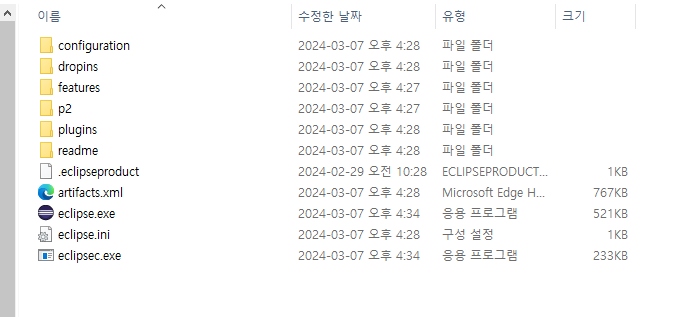 이름 수정한 날짜 유형 크기
configuration 2024-03-07 오후 4:28 파일 폴더
dropins 2024-03-07 오후 4:28 파일 폴더
features 2024-03-07 오후 4:27 파일 폴더
p2 2024-03-07 오후 4:27 파일 폴더
plugins 2024-03-07 오후 4:28 파일 폴더
readme 2024-03-07 오후 4:28 파일 폴더
.eclipseproduct 2024-02-29 오전 10:28 ECLIPSEPRODUCT... 1KB
artifacts.xml 2024-03-07 오후 4:28 Microsoft Edge H... 767KB
eclipse.exe 2024-03-07 오후 4:34 응용 프로그램 521KB
eclipse.ini 2024-03-07 오후 4:28 구성 설정 1KB
eclipsec.exe 2024-03-07 오후 4:34 응용 프로그램 233KB